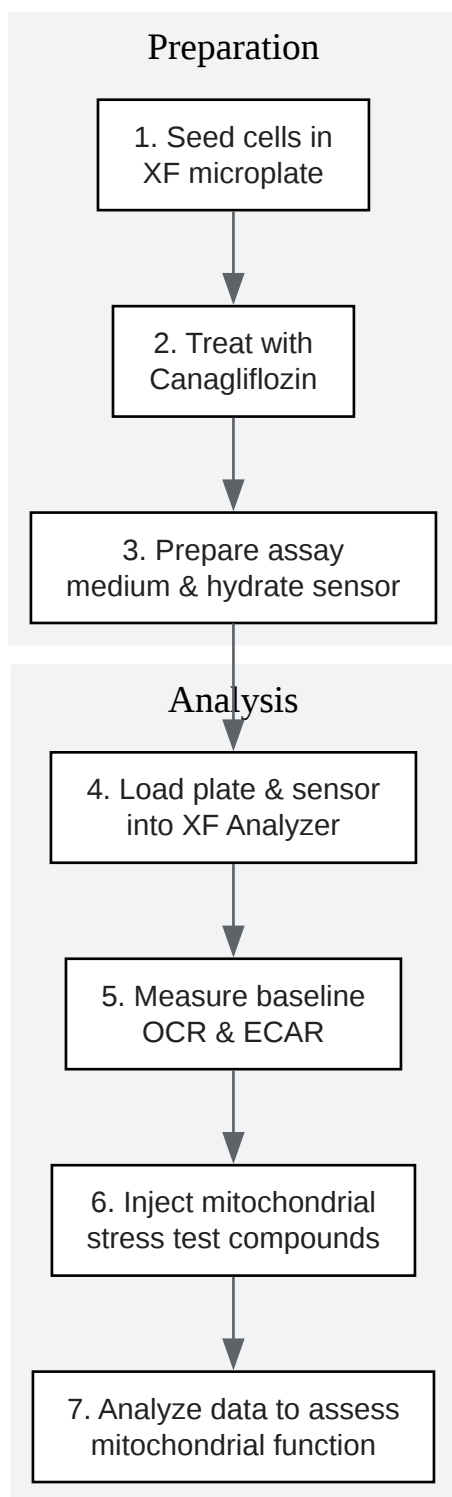 Preparation
1. Seed cells in
XF microplate
2. Treat with
Canagliflozin
3. Prepare assay
medium & hydrate sensor
Analysis
4. Load plate & sensor
into XF Analyzer
5. Measure baseline
OCR & ECAR
6. Inject mitochondrial
stress test compounds
7. Analyze data to assess
mitochondrial function